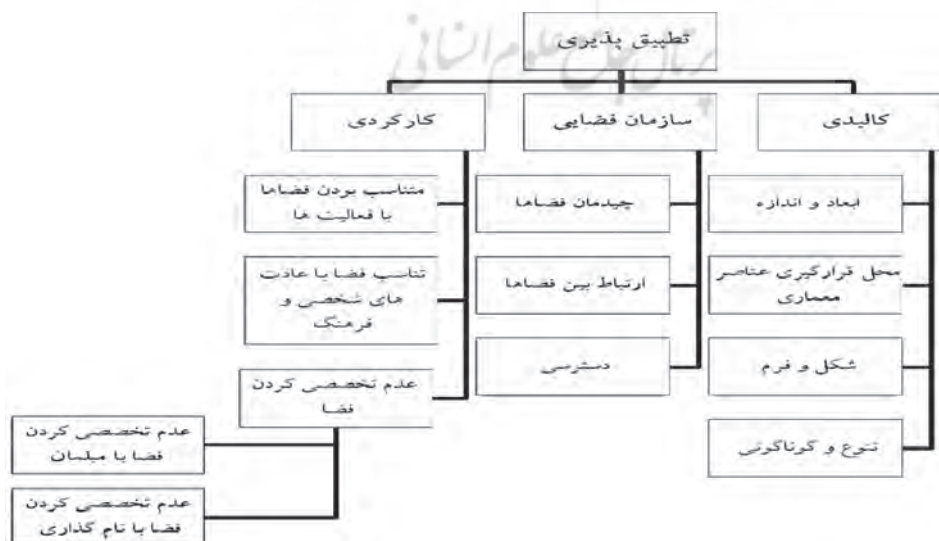 تطبیق پذیری
کالبدی
سازمان فضایی
کارکردی
ابعاد و اندازه
محل قرارگیری عناصر
معماری
شکل و فرم
تنوع و گوناگونی
چیدمان فضاها
ارتباط بین فضاها
دسترسی
متناسب بودن فضاها
با فعالیت ها
تناسب فضا با عادت
های شخصی و
فرهنگ
عدم تخصصی کردن
فضا
عدم تخصصی کردن
فضا با مبلمان
عدم تخصصی کردن
فضا با نام گذاری
علوم انسانی